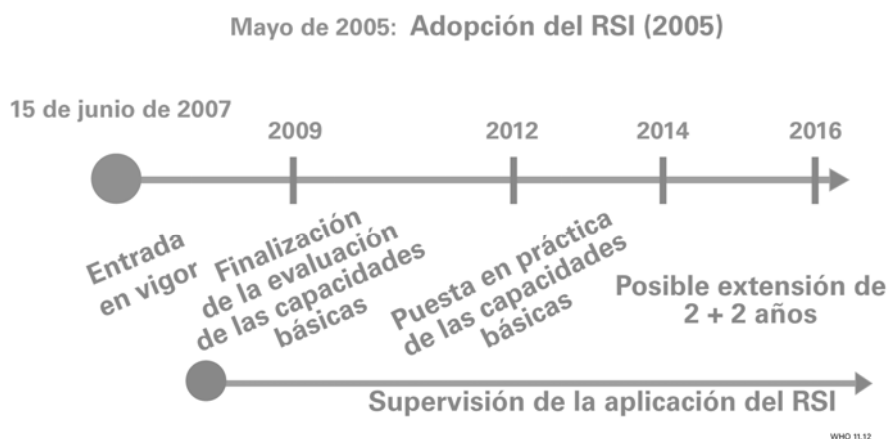 Mayo de 2005: Adopción del RSI (2005)
15 de junio de 2007
2009
2012
2014
2016
Entrada
en vigor
Finalización
de la evaluación
de las capacidades
básicas
Puesta en práctica
de las capacidades
básicas
Posible extensión de
2 + 2 años
Supervisión de la aplicación del RSI
WHO 11.12